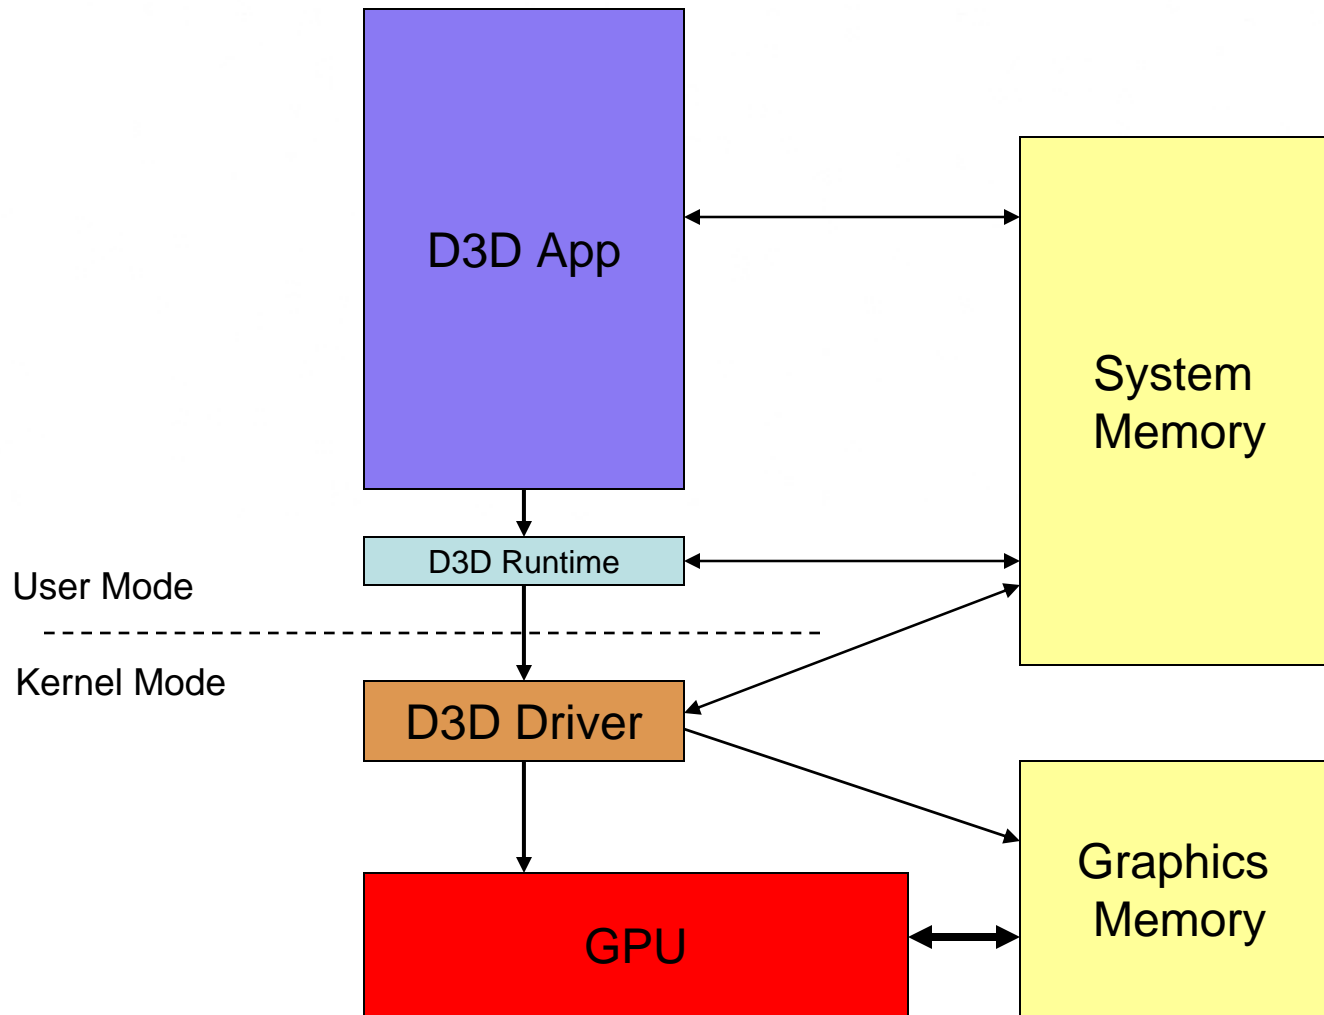 D3D App
System
Memory
D3D Runtime
User Mode
Kernel Mode
D3D Driver
Graphics
Memory
GPU